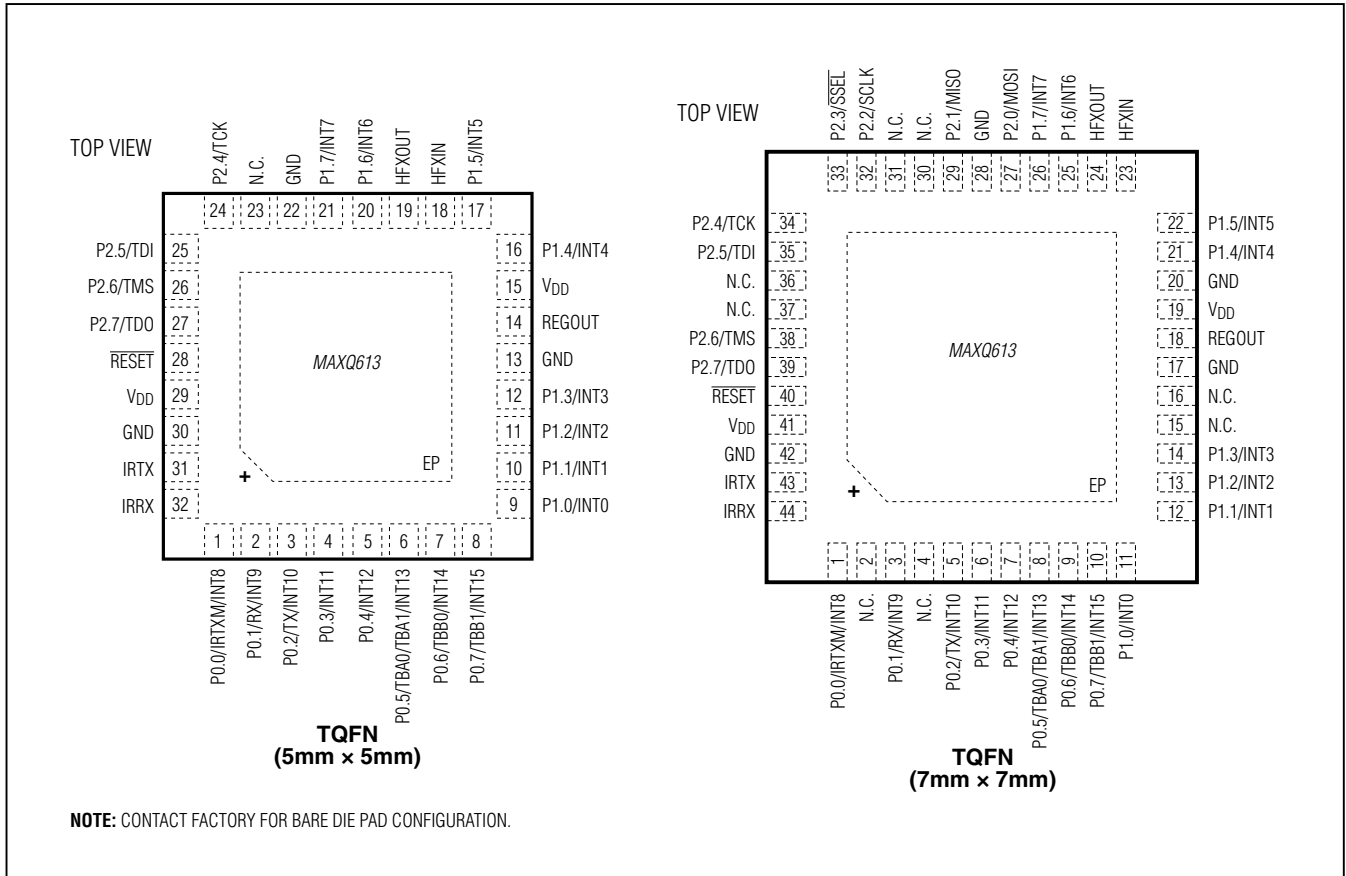 TOP VIEW
P2.4/TCK
N.C.
GND
P1.7/INT7
P1.6/INT6
HFXOUT
HFXIN
P1.5/INT5
24 23 22 21 20 19 18 17
P2.5/TDI 25
P2.6/TMS 26
P2.7/TDO 27
RESET 28
VDD 29
GND 30
IRTX 31
IRRX 32
MAXQ613
EP
+
16 P1.4/INT4
15 VDD
14 REGOUT
13 GND
12 P1.3/INT3
11 P1.2/INT2
10 P1.1/INT1
9 P1.0/INT0
1 2 3 4 5 6 7 8
P0.0/IRTXM/INT8
P0.1/RX/INT9
P0.2/TX/INT10
P0.3/INT11
P0.4/INT12
P0.5/TBA0/TBA1/INT13
P0.6/TBB0/INT14
P0.7/TBB1/INT15
TQFN
(5mm × 5mm)
TOP VIEW
P2.3/SSEL
P2.2/SCLK
N.C.
N.C.
P2.1/MISO
GND
P2.0/MOSI
P1.7/INT7
P1.6/INT6
HFXOUT
HFXIN
33 32 31 30 29 28 27 26 25 24 23
P2.4/TCK 34
P2.5/TDI 35
N.C. 36
N.C. 37
P2.6/TMS 38
P2.7/TDO 39
RESET 40
VDD 41
GND 42
IRTX 43
IRRX 44
MAXQ613
EP
+
22 P1.5/INT5
21 P1.4/INT4
20 GND
19 VDD
18 REGOUT
17 GND
16 N.C.
15 N.C.
14 P1.3/INT3
13 P1.2/INT2
12 P1.1/INT1
1 2 3 4 5 6 7 8 9 10 11
P0.0/IRTXM/INT8
N.C.
P0.1/RX/INT9
N.C.
P0.2/TX/INT10
P0.3/INT11
P0.4/INT12
P0.5/TBA0/TBA1/INT13
P0.6/TBB0/INT14
P0.7/TBB1/INT15
P1.0/INT0
TQFN
(7mm × 7mm)
NOTE: CONTACT FACTORY FOR BARE DIE PAD CONFIGURATION.